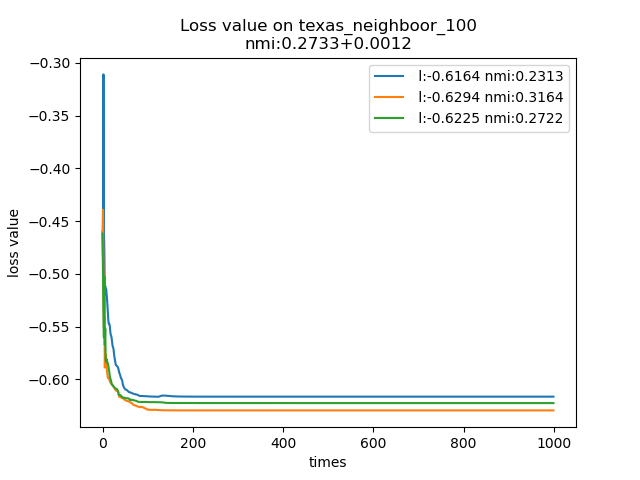 Loss value on texas_neighboor_100
nmi:0.2733+0.0012
l:-0.6164 nmi:0.2313
l:-0.6294 nmi:0.3164
l:-0.6225 nmi:0.2722
loss value
−0.30
−0.35
−0.40
−0.45
−0.50
−0.55
−0.60
0 200 400 600 800 1000
times